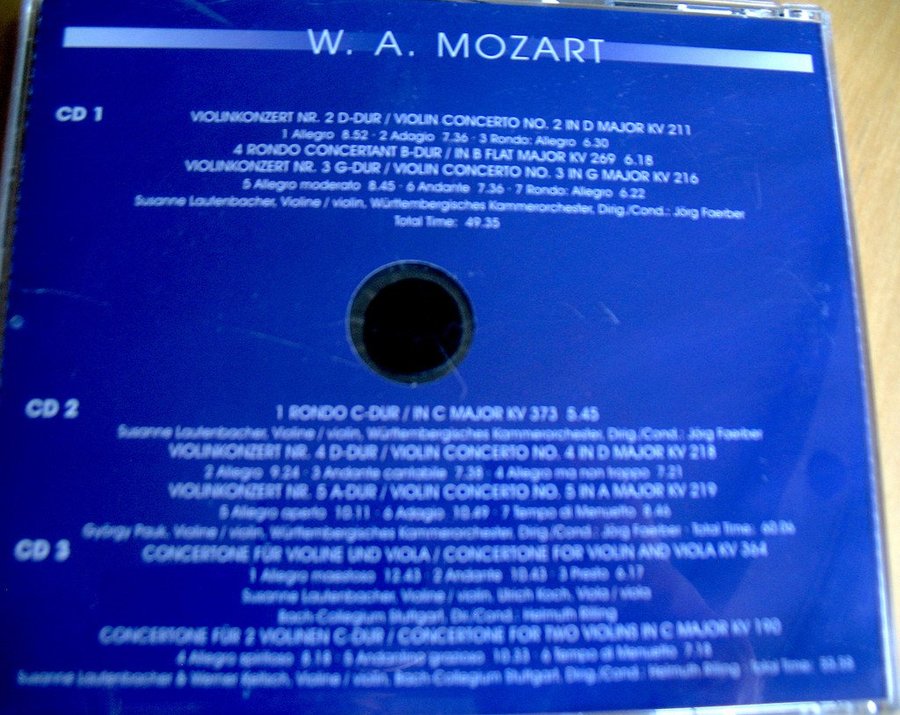 W. A. MOZART
CD 1
VIOLINKONZERT NR. 2 D-DUR / VIOLIN CONCERTO NO. 2 IN D MAJOR KV 211
1 Allegro 8.52 · 2 Adagio 7.36 · 3 Rondo: Allegro 6.30
4 RONDO CONCERTANT B-DUR / IN B FLAT MAJOR KV 269 6.18
VIOLINKONZERT NR. 3 G-DUR / VIOLIN CONCERTO NO. 3 IN G MAJOR KV 216
5 Allegro moderato 8.45 · 6 Andante 7.36 · 7 Rondo: Allegro 6.22
Susanne Lautenbacher, Violine / violin, Württembergisches Kammerorchester, Dirig./Cond.: Jörg Faerber
Total Time: 49.35
CD 2
1 RONDO C-DUR / IN C MAJOR KV 373 5.45
Susanne Lautenbacher, Violine / violin, Württembergisches Kammerorchester, Dirig./Cond.: Jörg Faerber
VIOLINKONZERT NR. 4 D-DUR / VIOLIN CONCERTO NO. 4 IN D MAJOR KV 218
2 Allegro 9.24 · 3 Andante cantabile 7.38 · 4 Allegro ma non troppo 7.21
VIOLINKONZERT NR. 5 A-DUR / VIOLIN CONCERTO NO. 5 IN A MAJOR KV 219
5 Allegro aperto 10.11 · 6 Adagio 10.49 · 7 Tempo di Menuetto 8.46
György Pauk, Violine / violin, Württembergisches Kammerorchester, Dirig./Cond.: Jörg Faerber · Total Time:
CD 3
CONCERTONE FÜR VIOLINE UND VIOLA / CONCERTONE FOR VIOLIN AND VIOLA KV 364
1 Allegro maestoso 12.43 · 2 Andante 10.43 · 3 Presto 6.17
Susanne Lautenbacher, Violine / violin, Ulrich Koch, Viola / viola
Bach-Collegium Stuttgart, Dir./Cond.: Helmuth Rilling
CONCERTONE FÜR 2 VIOLINEN C-DUR / CONCERTONE FOR TWO VIOLINS IN C MAJOR KV 190
4 Allegro spiritoso 8.18 5 Andantino grazioso 6 Tempo di Menuetto 7.18
Susanne Lautenbacher & Werner Violine / violin, Bach-Collegium Stuttgart, Dirig./Cond.: Helmuth Rilling · Total Time: